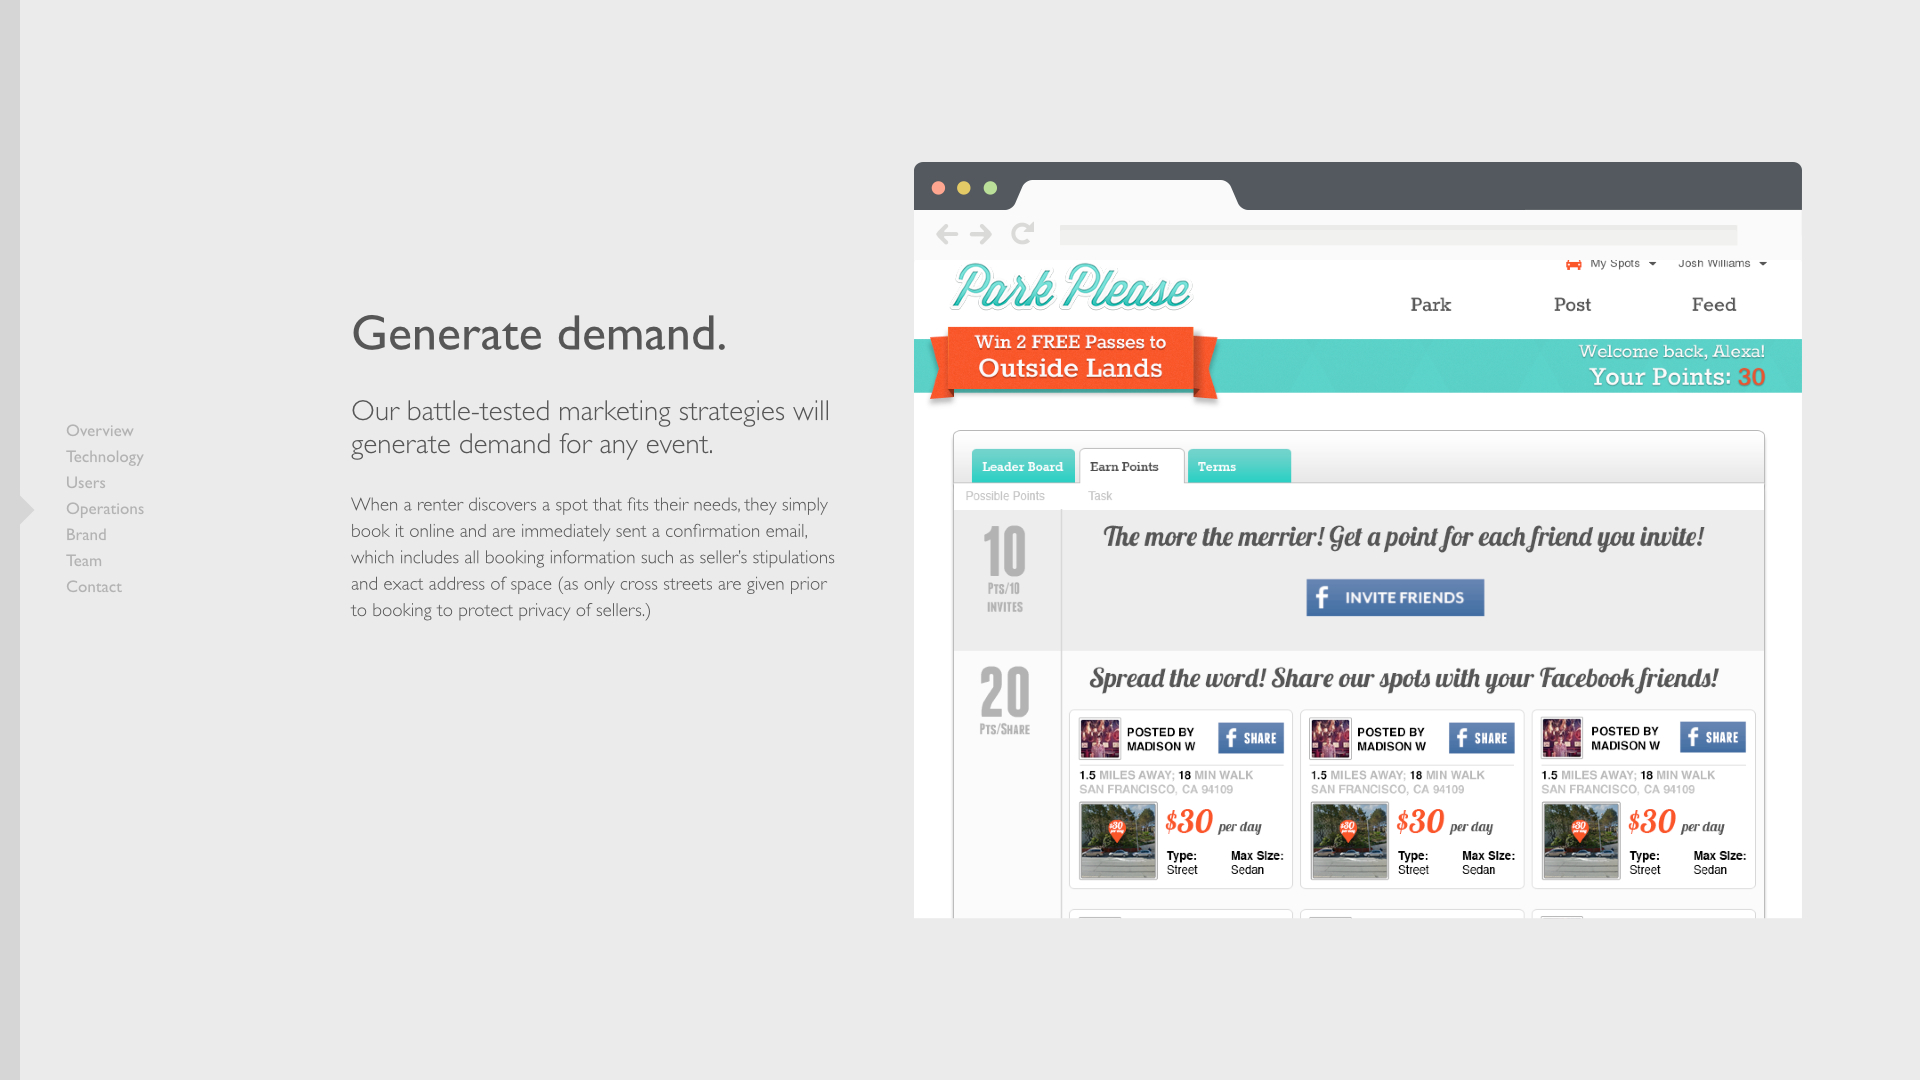 Overview
Technology
Users
Operations
Brand
Team
Contact
Generate demand.
Our battle-tested marketing strategies will
generate demand for any event.
When a renter discovers a spot that fits their needs, they simply
book it online and are immediately sent a confirmation email,
which includes all booking information such as seller's stipulations
and exact address of space (as only cross streets are given prior
to booking to protect privacy of sellers.)
My Spots Josh Williams
Park Please
Park Post Feed
Win 2 FREE Passes to
Outside Lands
Welcome back, Alexa!
Your Points: 30
Leader Board Earn Points Terms
Possible Points Task
10
PTS/10
INVITES
The more the merrier! Get a point for each friend you invite!
f INVITE FRIENDS
20
PTS/SHARE
Spread the word! Share our spots with your Facebook friends!
POSTED BY
MADISON W
f SHARE
1.5 MILES AWAY; 18 MIN WALK
SAN FRANCISCO, CA 94109
$30
$30 per day
Type: Max Size:
Street Sedan
POSTED BY
MADISON W
f SHARE
1.5 MILES AWAY; 18 MIN WALK
SAN FRANCISCO, CA 94109
$30
$30 per day
Type: Max Size:
Street Sedan
POSTED BY
MADISON W
f SHARE
1.5 MILES AWAY; 18 MIN WALK
SAN FRANCISCO, CA 94109
$30
$30 per day
Type: Max Size:
Street Sedan